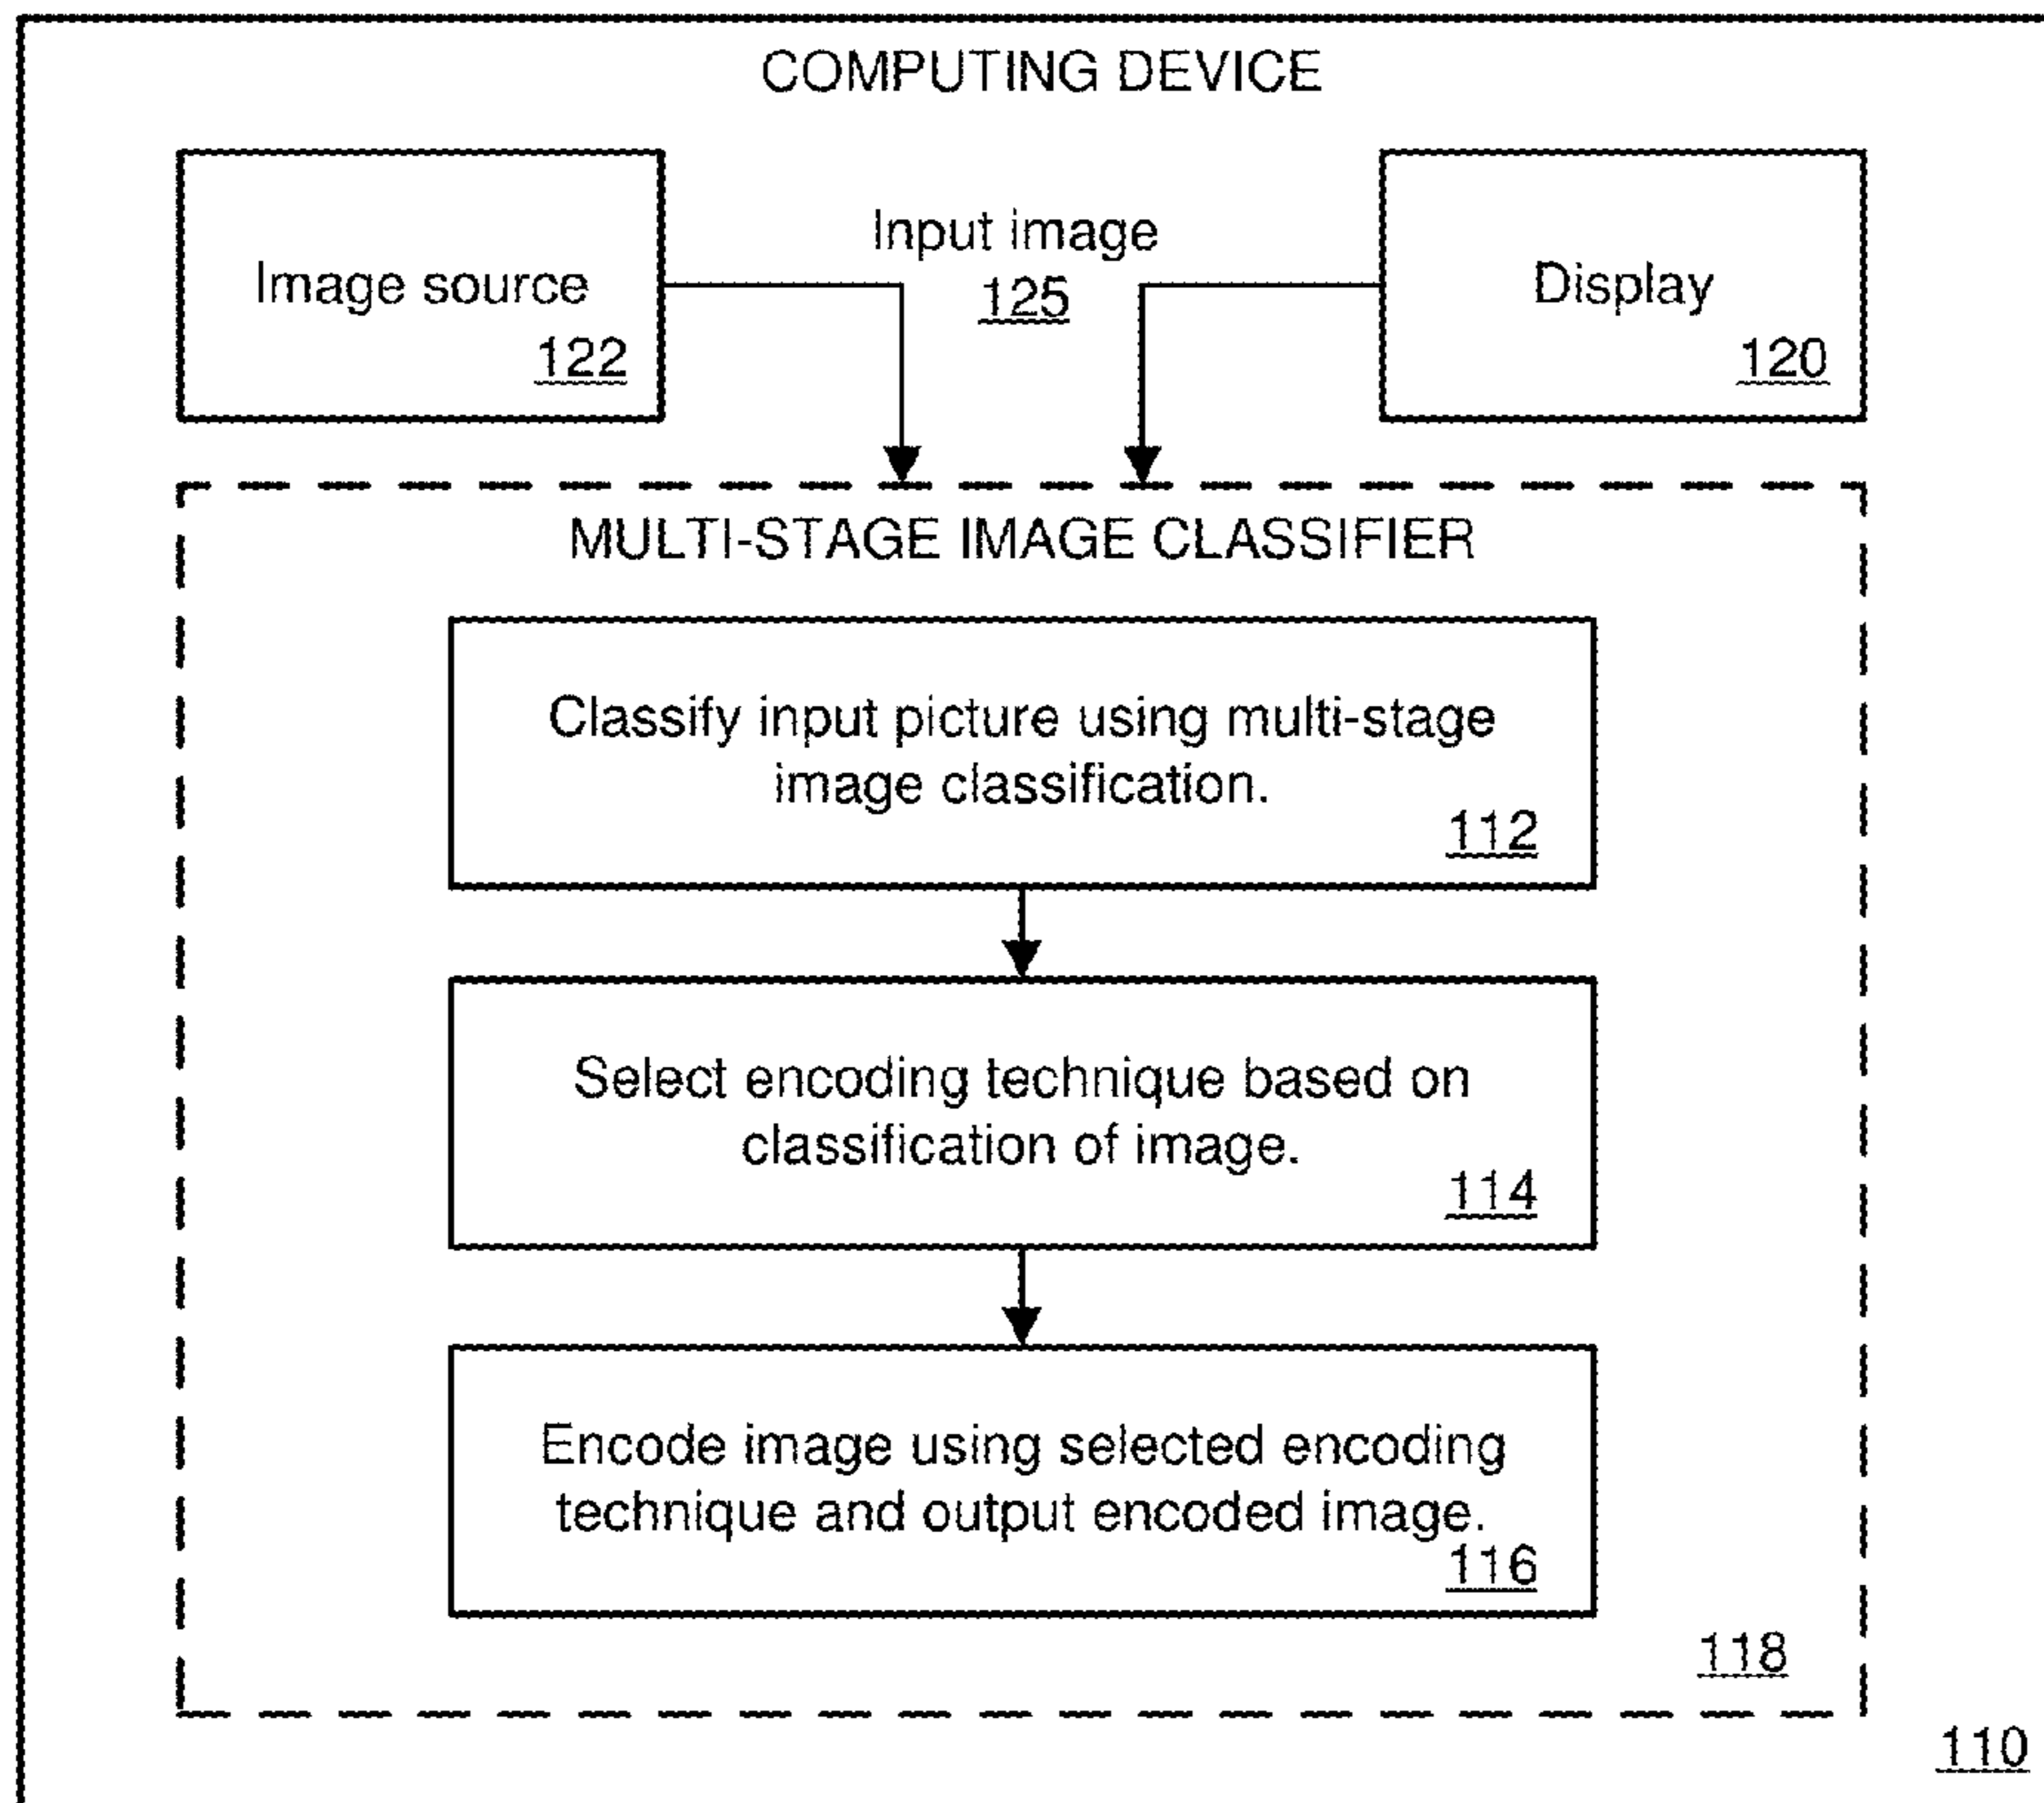 COMPUTING DEVICE
Image source
122
Input image
125
Display
120
MULTI-STAGE IMAGE CLASSIFIER
Classify input picture using multi-stage
image classification.
112
Select encoding technique based on
classification of image.
114
Encode image using selected encoding
technique and output encoded image.
116
118
110